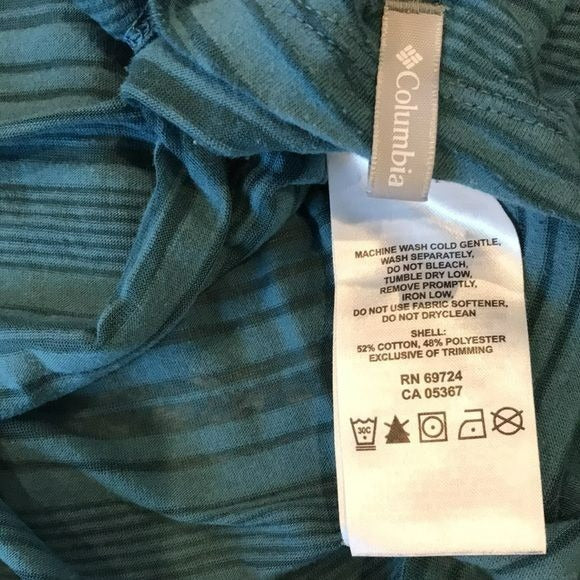 Columbia
MACHINE WASH COLD GENTLE,
WASH SEPARATELY,
DO NOT BLEACH,
TUMBLE DRY LOW,
REMOVE PROMPTLY,
IRON LOW,
DO NOT USE FABRIC SOFTENER,
DO NOT DRYCLEAN
SHELL:
52% COTTON, 48% POLYESTER
EXCLUSIVE OF TRIMMING
RN 69724
CA 05367
30C